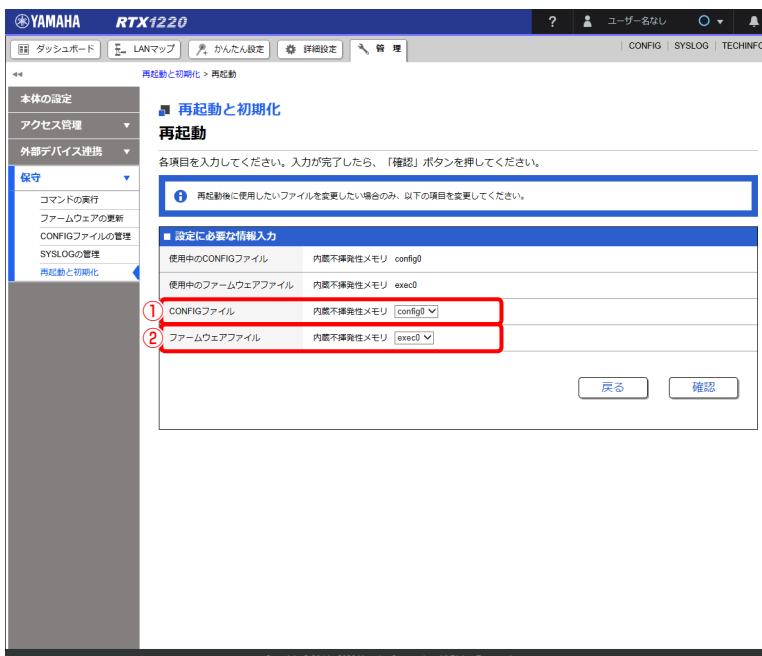 YAMAHA RTX1220 ? ユーザーなし
ダッシュボード LANマップ かんたん設定 詳細設定 管理 CONFIG SYSLOG TECHINFO
再起動と初期化 > 再起動
本体の設定
アクセス管理
外部デバイス連携
保守
コマンドの実行
ファームウェアの更新
CONFIGファイルの管理
SYSLOGの管理
再起動と初期化
再起動と初期化
再起動
各項目を入力してください。入力が完了したら、「確認」ボタンを押してください。
再起動後に使用したいファイルを変更したい場合のみ、以下の項目を変更してください。
■ 設定に必要な情報入力
使用中のCONFIGファイル 内蔵不揮発性メモリ config0
使用中のファームウェアファイル 内蔵不揮発性メモリ exec0
① CONFIGファイル 内蔵不揮発性メモリ config0
② ファームウェアファイル 内蔵不揮発性メモリ exec0
戻る 確認